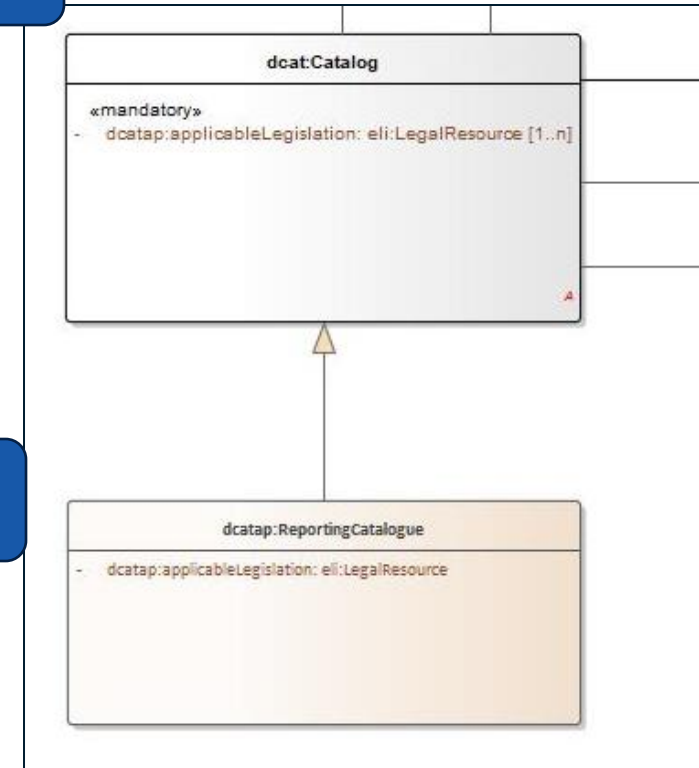 dcat:Catalog
«mandatory»
- dcatap:applicableLegislation: eli:LegalResource [1..n]
A
dcatap:ReportingCatalogue
- dcatap:applicableLegislation: eli:LegalResource